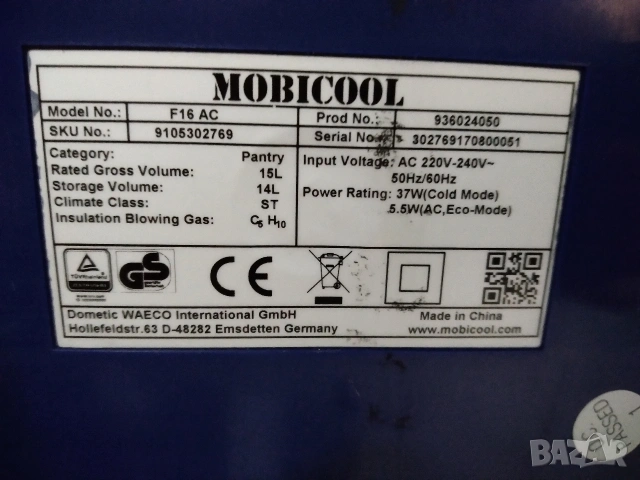 MOBICOOL
Model No.: F16 AC
SKU No.: 9105302769
Prod No.: 936024050
Serial No 302769170800051
Category: Pantry
Rated Gross Volume: 15L
Storage Volume: 14L
Climate Class: ST
Insulation Blowing Gas: C5 H10
Input Voltage: AC 220V-240V~
50Hz/60Hz
Power Rating: 37W(Cold Mode)
5.5W(AC,Eco-Mode)
GS
CE
Dometic WAECO International GmbH
Hollefeldstr.63 D-48282 Emsdetten Germany
Made in China
www.mobicool.com
PASSED
1
BAZAR